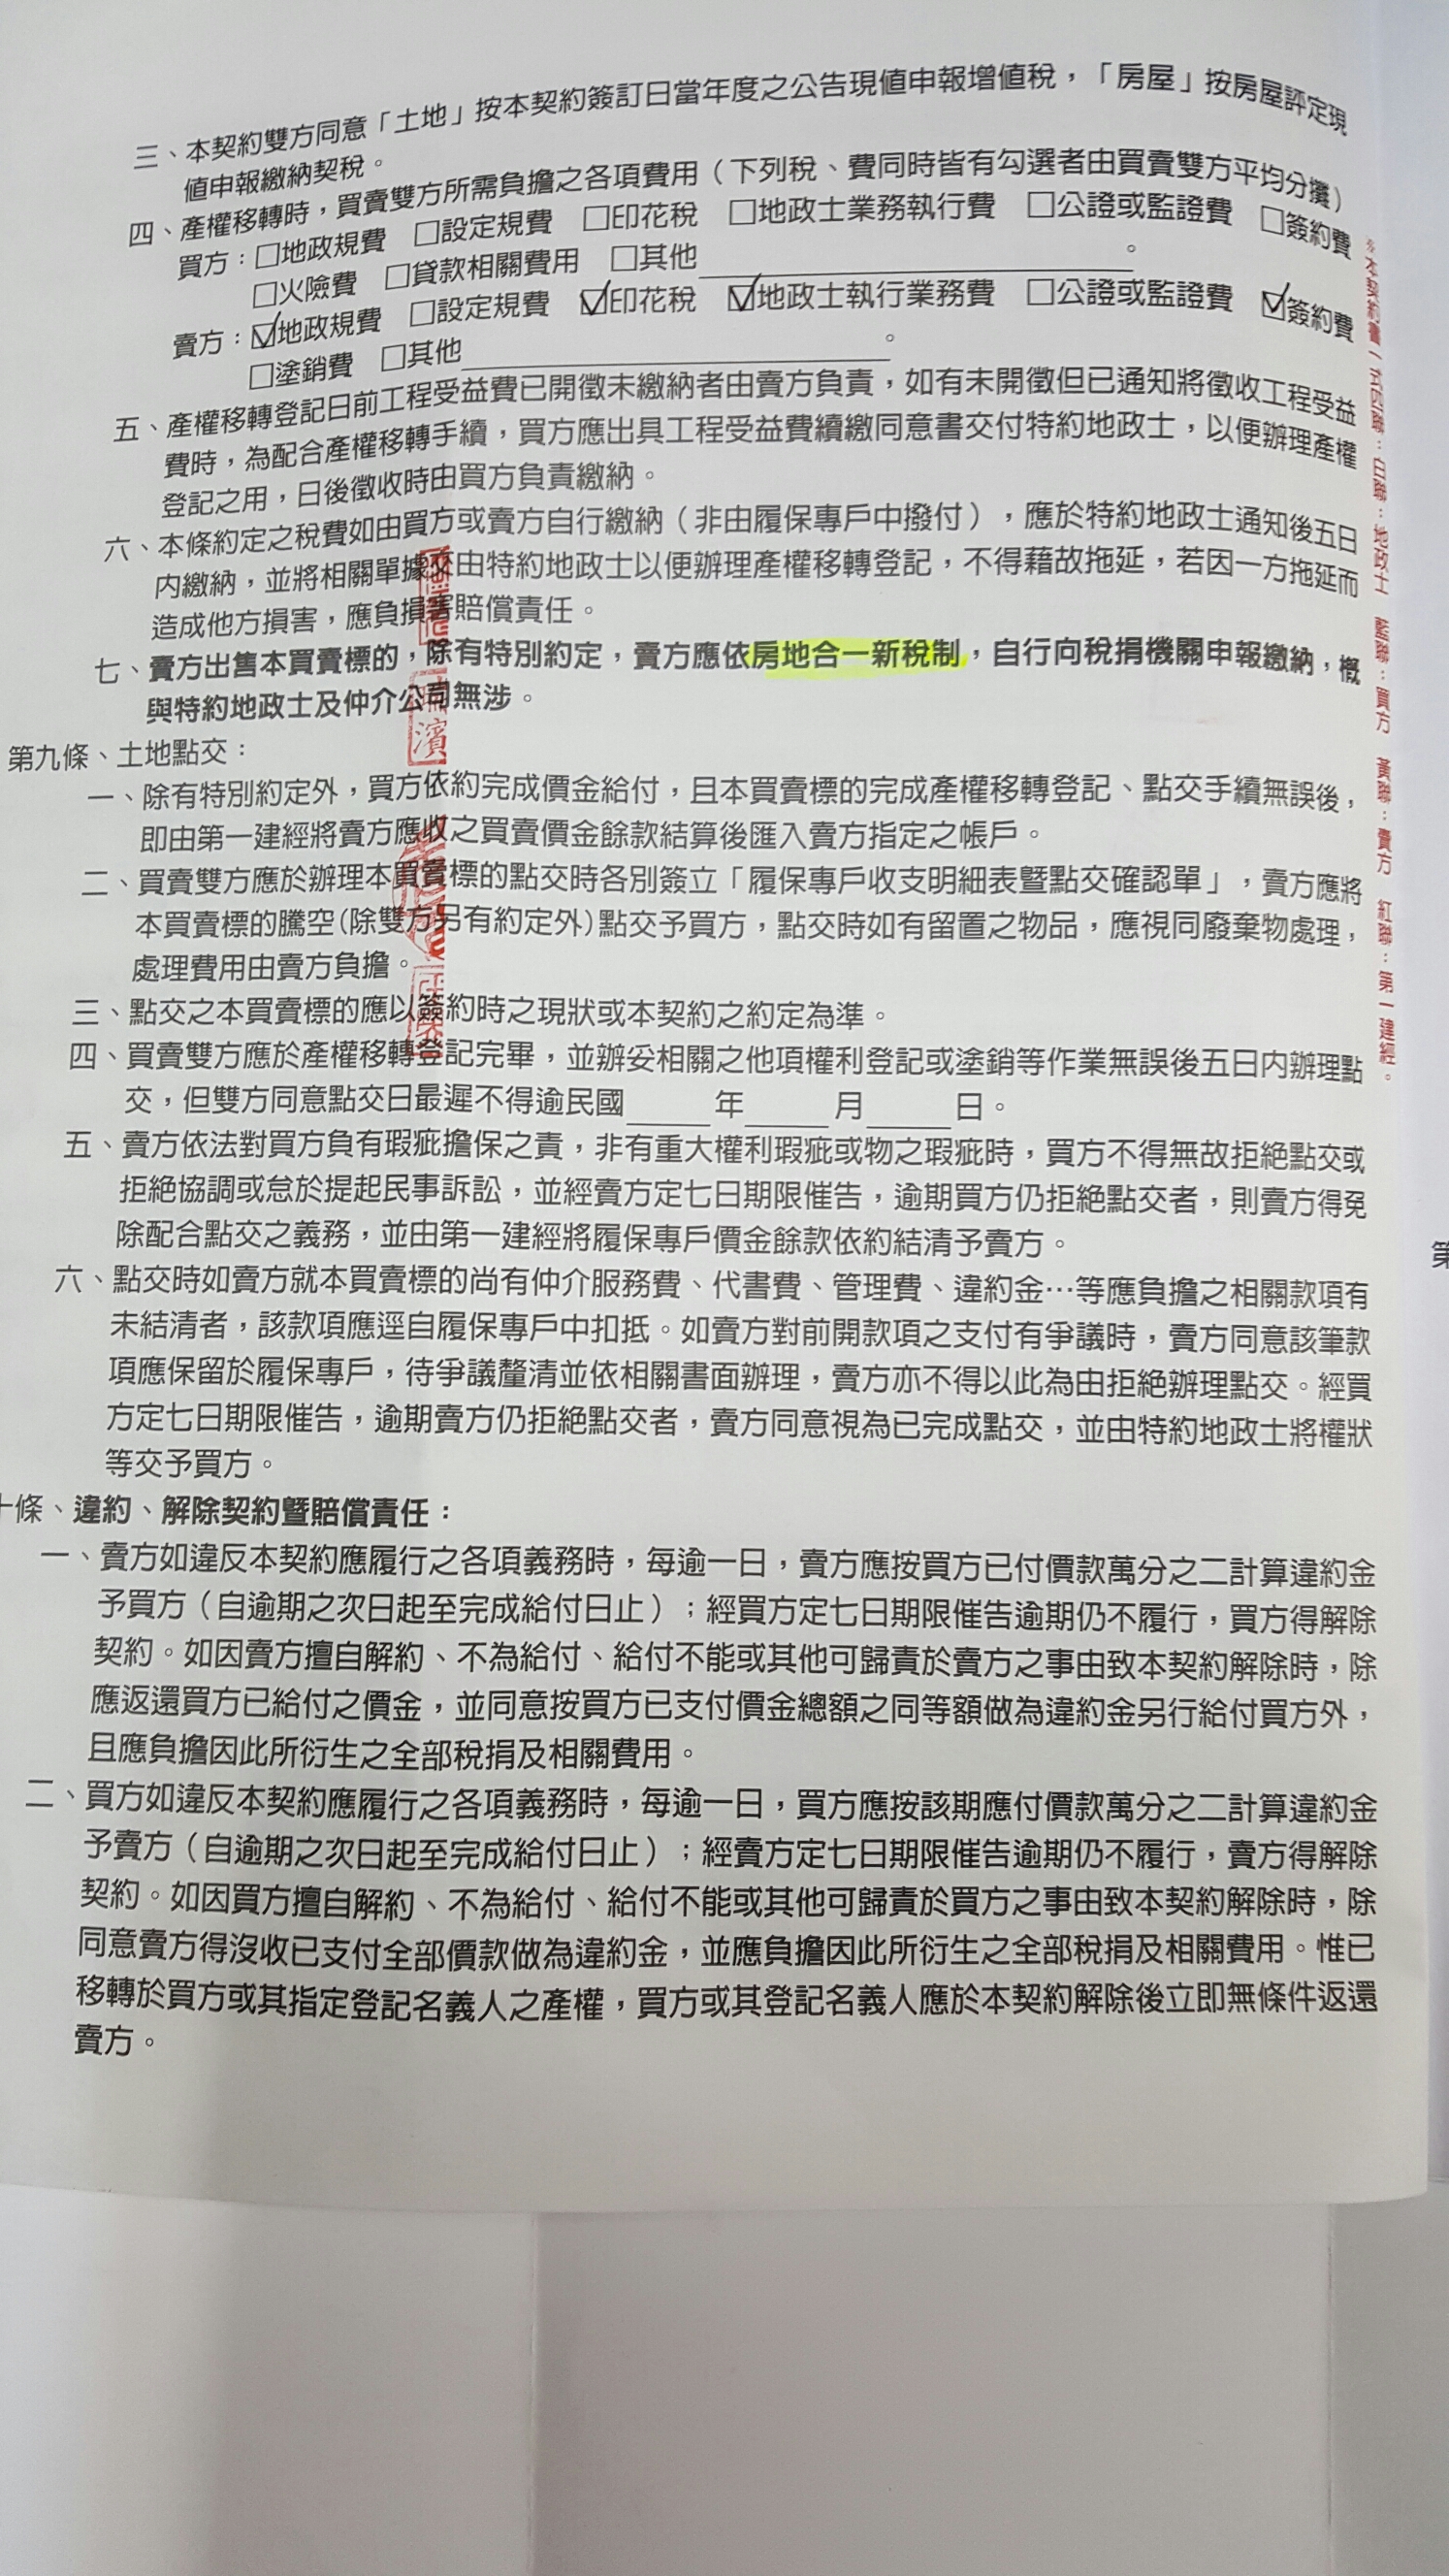 三、本契約雙方同意「土地」按本契約簽訂日當年度之公告現值申報增值稅，「房屋」按房屋評定現
值申報繳納契稅。
四、產權移轉時，買賣雙方所需負擔之各項費用（下列稅、費同時皆有勾選者由買賣雙方平均分攤）
買方：□地政規費 □設定規費 □印花稅 □地政士業務執行費 □公證或監證費 □簽約費
□火險費 □貸款相關費用 □其他＿＿＿＿＿＿＿＿。
賣方：☑地政規費 □設定規費 ☑印花稅 ☑地政士執行業務費 □公證或監證費 ☑簽約費
□塗銷費 □其他＿＿＿＿＿＿＿＿。
五、產權移轉登記日前工程受益費已開徵未繳納者由賣方負責，如有未開徵但已通知將徵收工程受益
費時，為配合產權移轉手續，買方應出具工程受益費續繳同意書交付特約地政士，以便辦理產權
登記之用，日後徵收時由買方負責繳納。
六、本條約定之稅費如由買方或賣方自行繳納（非由履保專戶中撥付），應於特約地政士通知後五日
內繳納，並將相關單據交由特約地政士以便辦理產權移轉登記，不得藉故拖延，若因一方拖延而
造成他方損害，應負損害賠償責任。
七、賣方出售本買賣標的，除有特別約定，賣方應依房地合一新稅制，自行向稅捐機關申報繳納，概
與特約地政士及仲介公司無涉。
第九條、土地點交：
一、除有特別約定外，買方依約完成價金給付，且本買賣標的完成產權移轉登記、點交手續無誤後，
即由第一建經將賣方應收之買賣價金餘款結算後匯入賣方指定之帳戶。
二、買賣雙方應於辦理本買賣標的點交時各別簽立「履保專戶收支明細表暨點交確認單」，賣方應將
本買賣標的騰空(除雙方另有約定外)點交予買方，點交時如有留置之物品，應視同廢棄物處理，
處理費用由賣方負擔。
三、點交之本買賣標的應以簽約時之現狀或本契約之約定為準。
四、買賣雙方應於產權移轉登記完畢，並辦妥相關之他項權利登記或塗銷等作業無誤後五日內辦理點
交，但雙方同意點交日最遲不得逾民國＿＿＿年＿＿＿月＿＿＿日。
五、賣方依法對買方負有瑕疵擔保之責，非有重大權利瑕疵或物之瑕疵時，買方不得無故拒絕點交或
拒絕協調或怠於提起民事訴訟，並經賣方定七日期限催告，逾期買方仍拒絕點交者，則賣方得免
除配合點交之義務，並由第一建經將履保專戶價金餘款依約結清予賣方。
六、點交時如賣方就本買賣標的尚有仲介服務費、代書費、管理費、違約金…等應負擔之相關款項有
未結清者，該款項應逕自履保專戶中扣抵。如賣方對前開款項之支付有爭議時，賣方同意該筆款
項應保留於履保專戶，待爭議釐清並依相關書面辦理，賣方亦不得以此為由拒絕辦理點交。經買
方定七日期限催告，逾期賣方仍拒絕點交者，賣方同意視為已完成點交，並由特約地政士將權狀
等交予買方。
十條、違約、解除契約暨賠償責任：
一、賣方如違反本契約應履行之各項義務時，每逾一日，賣方應按買方已付價款萬分之二計算違約金
予買方（自逾期之次日起至完成給付日止）；經買方定七日期限催告逾期仍不履行，買方得解除
契約。如因賣方擅自解約、不為給付、給付不能或其他可歸責於賣方之事由致本契約解除時，除
應返還買方已給付之價金，並同意按買方已支付價金總額之同等額做為違約金另行給付買方外，
且應負擔因此所衍生之全部稅捐及相關費用。
二、買方如違反本契約應履行之各項義務時，每逾一日，買方應按該期應付價款萬分之二計算違約金
予賣方（自逾期之次日起至完成給付日止）；經賣方定七日期限催告逾期仍不履行，賣方得解除
契約。如因買方擅自解約、不為給付、給付不能或其他可歸責於買方之事由致本契約解除時，除
同意賣方得沒收已支付全部價款做為違約金，並應負擔因此所衍生之全部稅捐及相關費用。惟已
移轉於買方或其指定登記名義人之產權，買方或其登記名義人應於本契約解除後立即無條件返還
賣方。
※本契約書一式四聯：白聯：地政士 藍聯：買方 黃聯：賣方 紅聯：第一建經。
濱
第